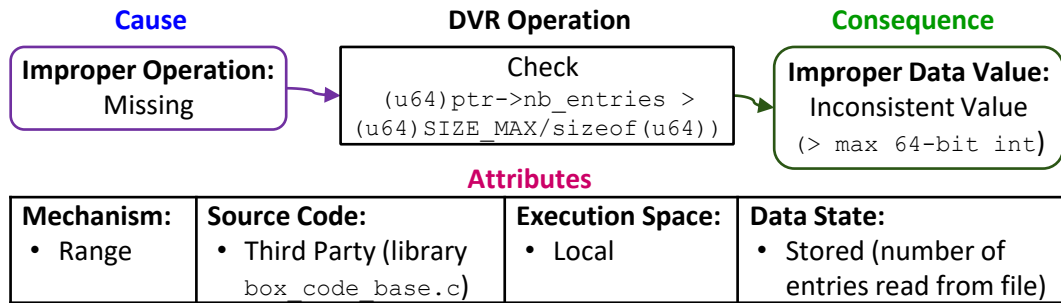 Cause
DVR Operation
Consequence
Improper Operation:
Missing
Check
(u64)ptr->nb_entries >
(u64)SIZE_MAX/sizeof(u64))
Improper Data Value:
Inconsistent Value
(> max 64-bit int)
Attributes
Mechanism:
• Range
Source Code:
• Third Party (library
box_code_base.c)
Execution Space:
• Local
Data State:
• Stored (number of
entries read from file)